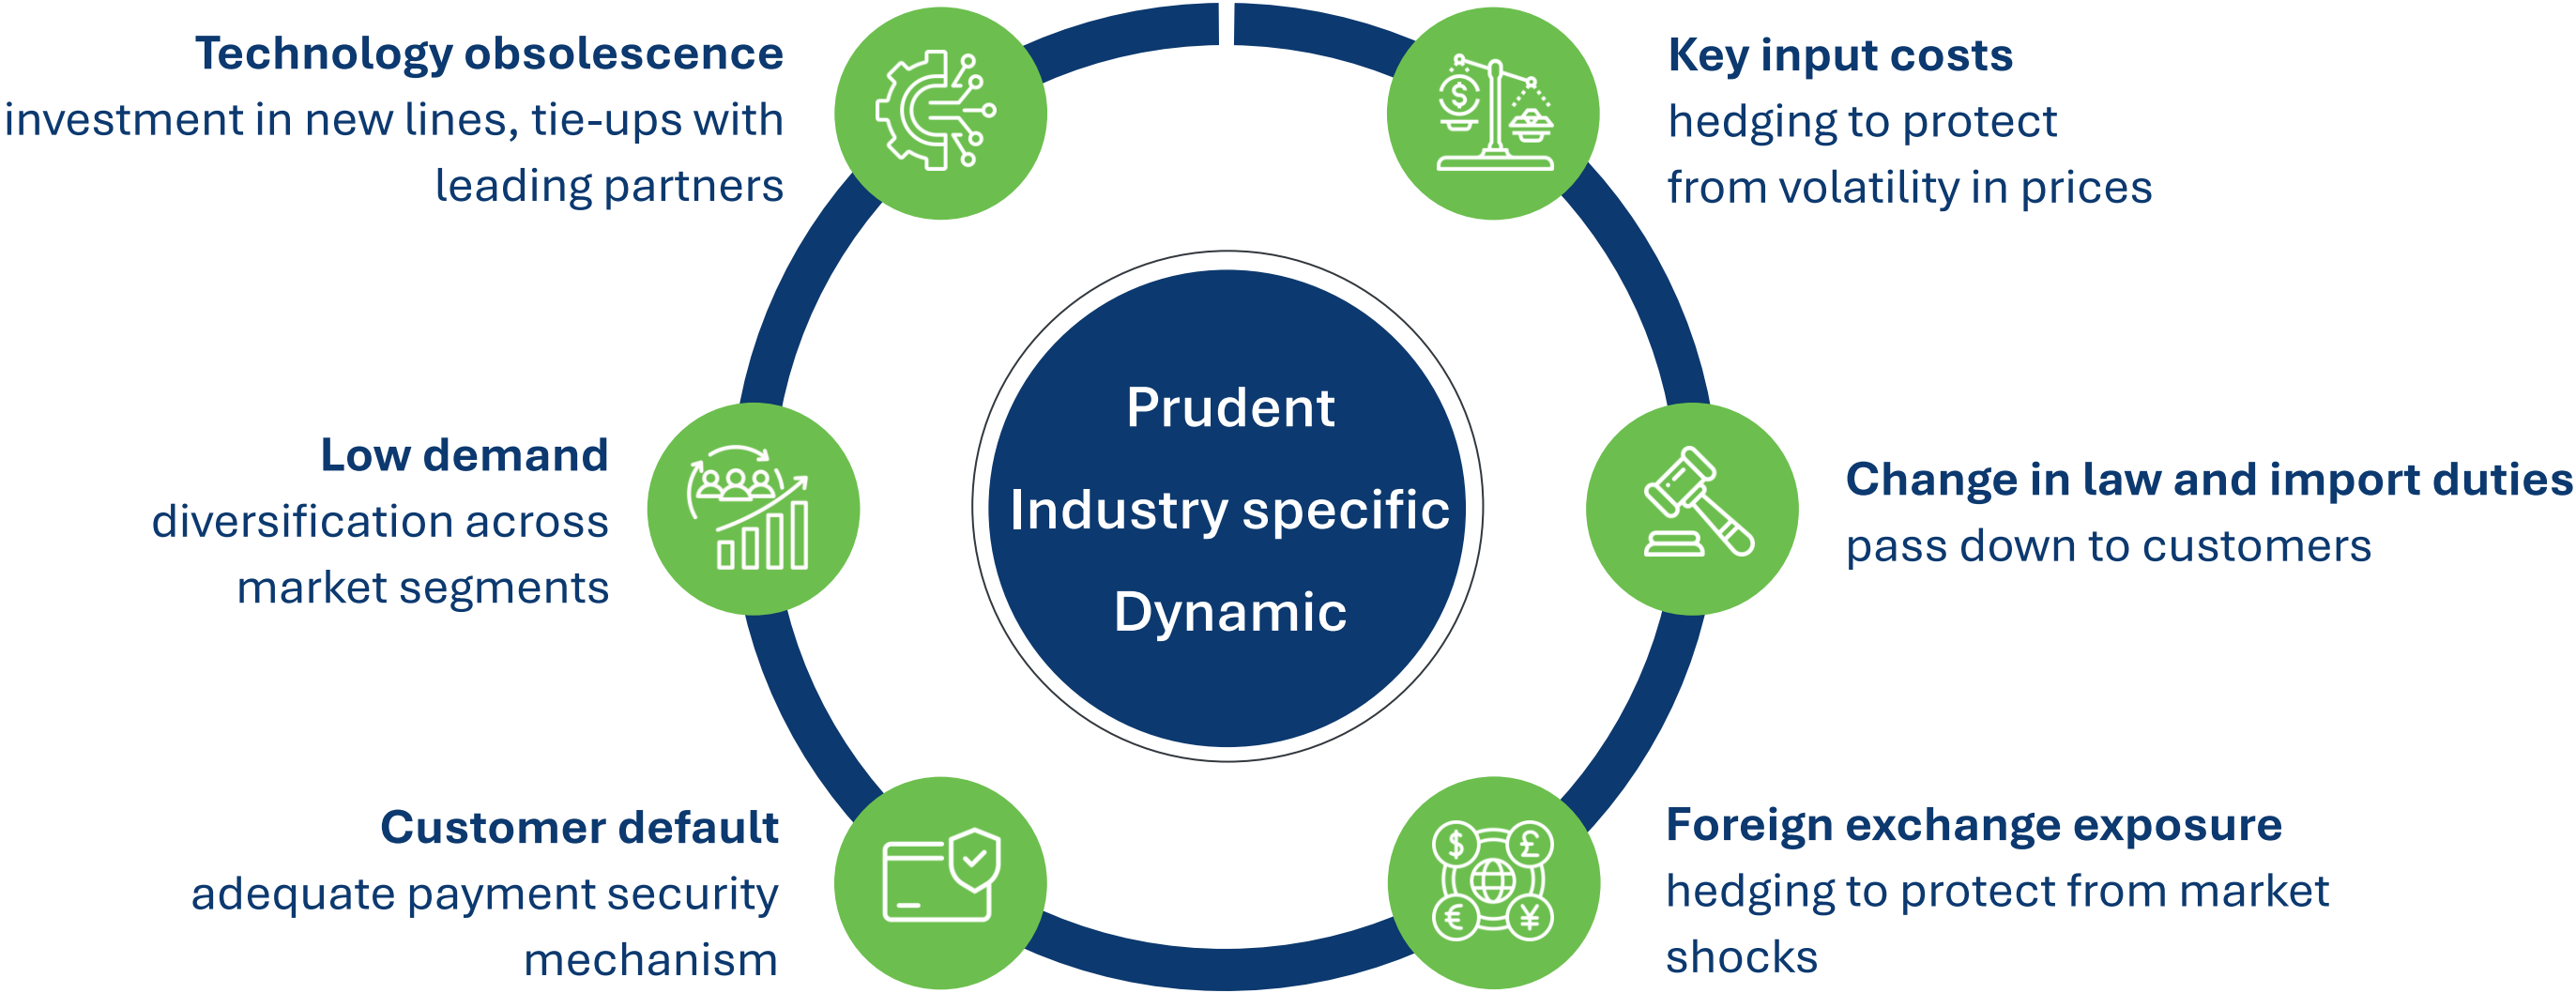 Technology obsolescence
investment in new lines, tie-ups with
leading partners
Key input costs
hedging to protect
from volatility in prices
Low demand
diversification across
market segments
Prudent
Industry specific
Dynamic
Change in law and import duties
pass down to customers
Customer default
adequate payment security
mechanism
Foreign exchange exposure
hedging to protect from market
shocks